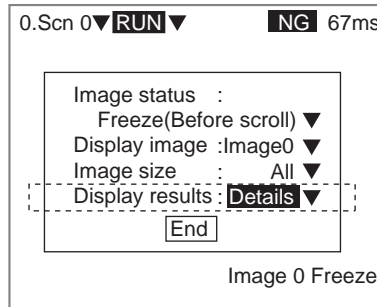 0.Scn 0▼ RUN ▼ NG 67ms
Image status :
Freeze(Before scroll) ▼
Display image :Image0 ▼
Image size : All ▼
Display results : Details ▼
End
Image 0 Freeze